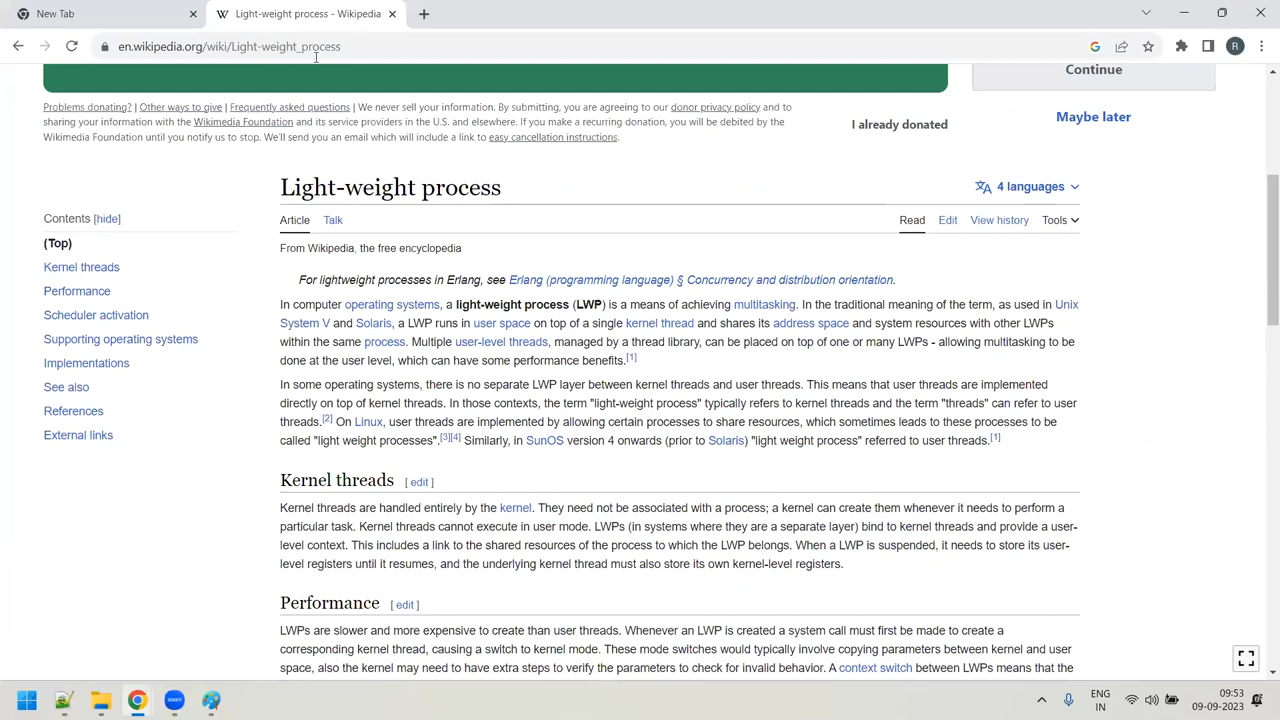 New Tab
Light-weight process - Wikipedia
en.wikipedia.org/wiki/Light-weight_process
R
Continue
Problems donating? | Other ways to give | Frequently asked questions | We never sell your information. By submitting, you are agreeing to our donor privacy policy and to
sharing your information with the Wikimedia Foundation and its service providers in the U.S. and elsewhere. If you make a recurring donation, you will be debited by the
Wikimedia Foundation until you notify us to stop. We'll send you an email which will include a link to easy cancellation instructions.
I already donated
Maybe later
Light-weight process
4 languages
Contents [hide]
(Top)
Kernel threads
Performance
Scheduler activation
Supporting operating systems
Implementations
See also
References
External links
Article Talk
Read Edit View history Tools
From Wikipedia, the free encyclopedia
For lightweight processes in Erlang, see Erlang (programming language) § Concurrency and distribution orientation.
In computer operating systems, a light-weight process (LWP) is a means of achieving multitasking. In the traditional meaning of the term, as used in Unix
System V and Solaris, a LWP runs in user space on top of a single kernel thread and shares its address space and system resources with other LWPs
within the same process. Multiple user-level threads, managed by a thread library, can be placed on top of one or many LWPs - allowing multitasking to be
done at the user level, which can have some performance benefits.[1]
In some operating systems, there is no separate LWP layer between kernel threads and user threads. This means that user threads are implemented
directly on top of kernel threads. In those contexts, the term "light-weight process" typically refers to kernel threads and the term "threads" can refer to user
threads.[2] On Linux, user threads are implemented by allowing certain processes to share resources, which sometimes leads to these processes to be
called "light weight processes".[3][4] Similarly, in SunOS version 4 onwards (prior to Solaris) "light weight process" referred to user threads.[1]
Kernel threads [ edit ]
Kernel threads are handled entirely by the kernel. They need not be associated with a process; a kernel can create them whenever it needs to perform a
particular task. Kernel threads cannot execute in user mode. LWPs (in systems where they are a separate layer) bind to kernel threads and provide a user-
level context. This includes a link to the shared resources of the process to which the LWP belongs. When a LWP is suspended, it needs to store its user-
level registers until it resumes, and the underlying kernel thread must also store its own kernel-level registers.
Performance [ edit ]
LWPs are slower and more expensive to create than user threads. Whenever an LWP is created a system call must first be made to create a
corresponding kernel thread, causing a switch to kernel mode. These mode switches would typically involve copying parameters between kernel and user
space, also the kernel may need to have extra steps to verify the parameters to check for invalid behavior. A context switch between LWPs means that the
zoom
ENG
IN
09:53
09-09-2023